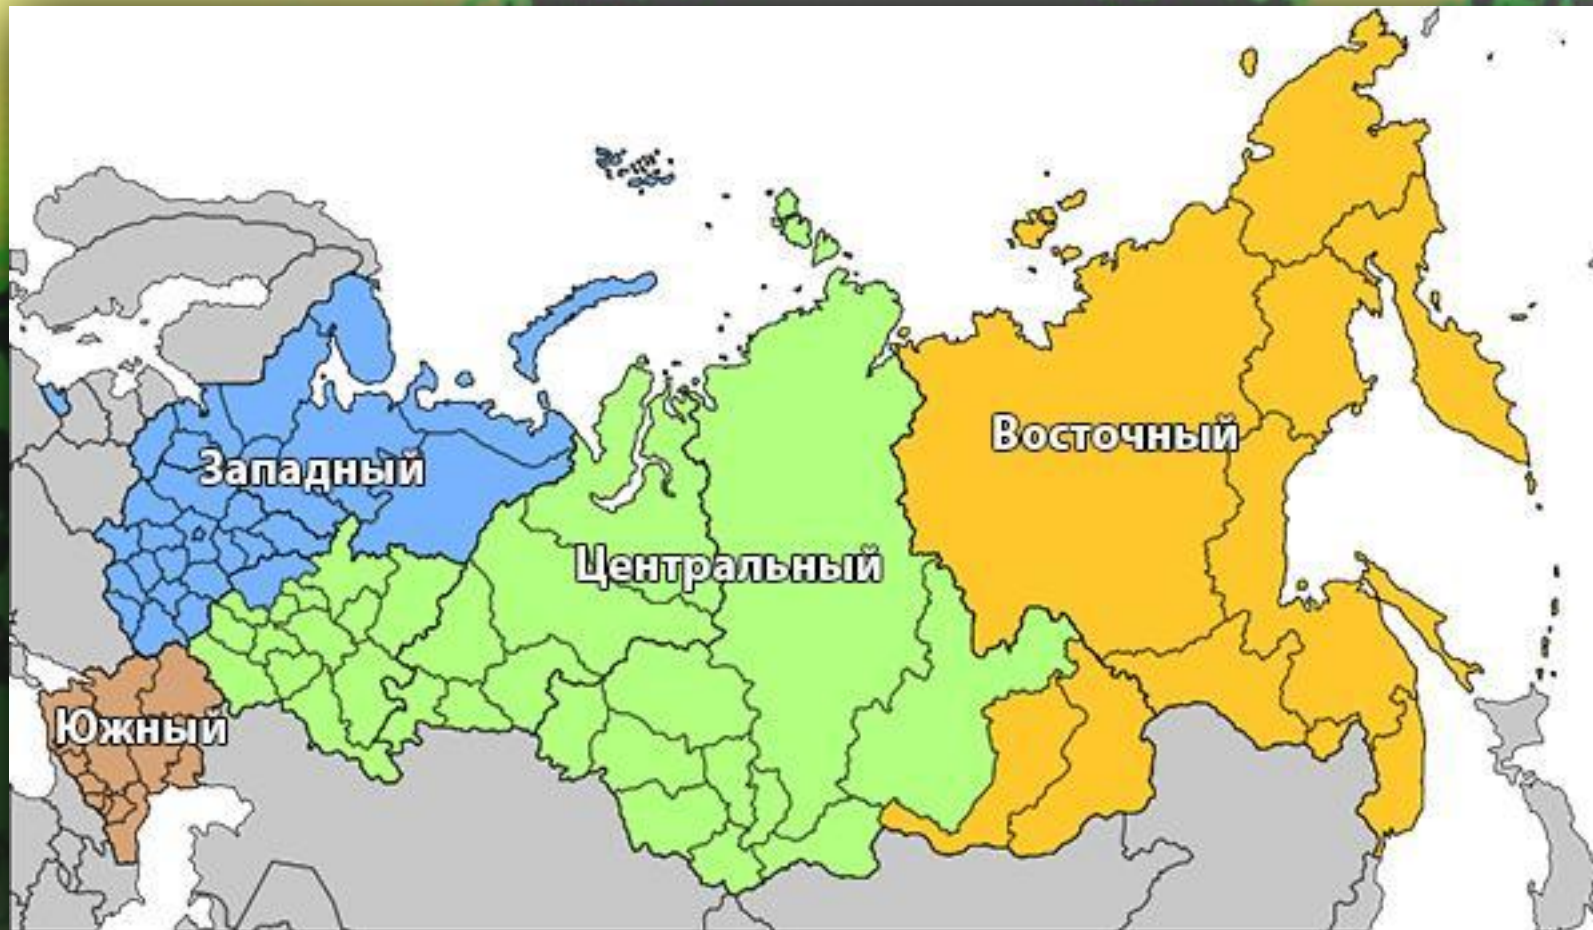 Восточный
Западный
Центральный
Южный